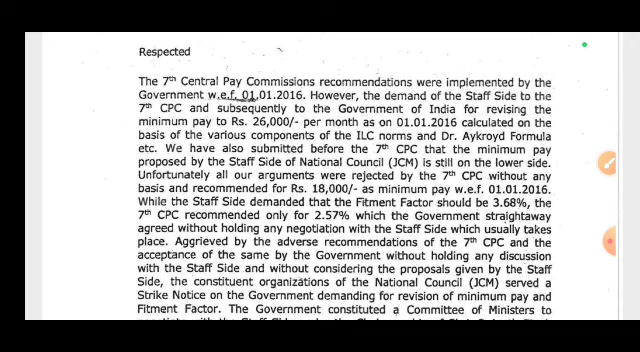 Respected
The 7th Central Pay Commissions recommendations were implemented by the
Government w.e.f. 01.01.2016. However, the demand of the Staff Side to the
7th CPC and subsequently to the Government of India for revising the
minimum pay to Rs. 26,000/- per month as on 01.01.2016 calculated on the
basis of the various components of the ILC norms and Dr. Aykroyd Formula
etc. We have also submitted before the 7th CPC that the minimum pay
proposed by the Staff Side of National Council (JCM) is still on the lower side.
Unfortunately all our arguments were rejected by the 7th CPC without any
basis and recommended for Rs. 18,000/- as minimum pay w.e.f. 01.01.2016.
While the Staff Side demanded that the Fitment Factor should be 3.68%, the
7th CPC recommended only for 2.57% which the Government straightaway
agreed without holding any negotiation with the Staff Side which usually takes
place. Aggrieved by the adverse recommendations of the 7th CPC and the
acceptance of the same by the Government without holding any discussion
with the Staff Side and without considering the proposals given by the Staff
Side, the constituent organizations of the National Council (JCM) served a
Strike Notice on the Government demanding for revision of minimum pay and
Fitment Factor. The Government constituted a Committee of Ministers to